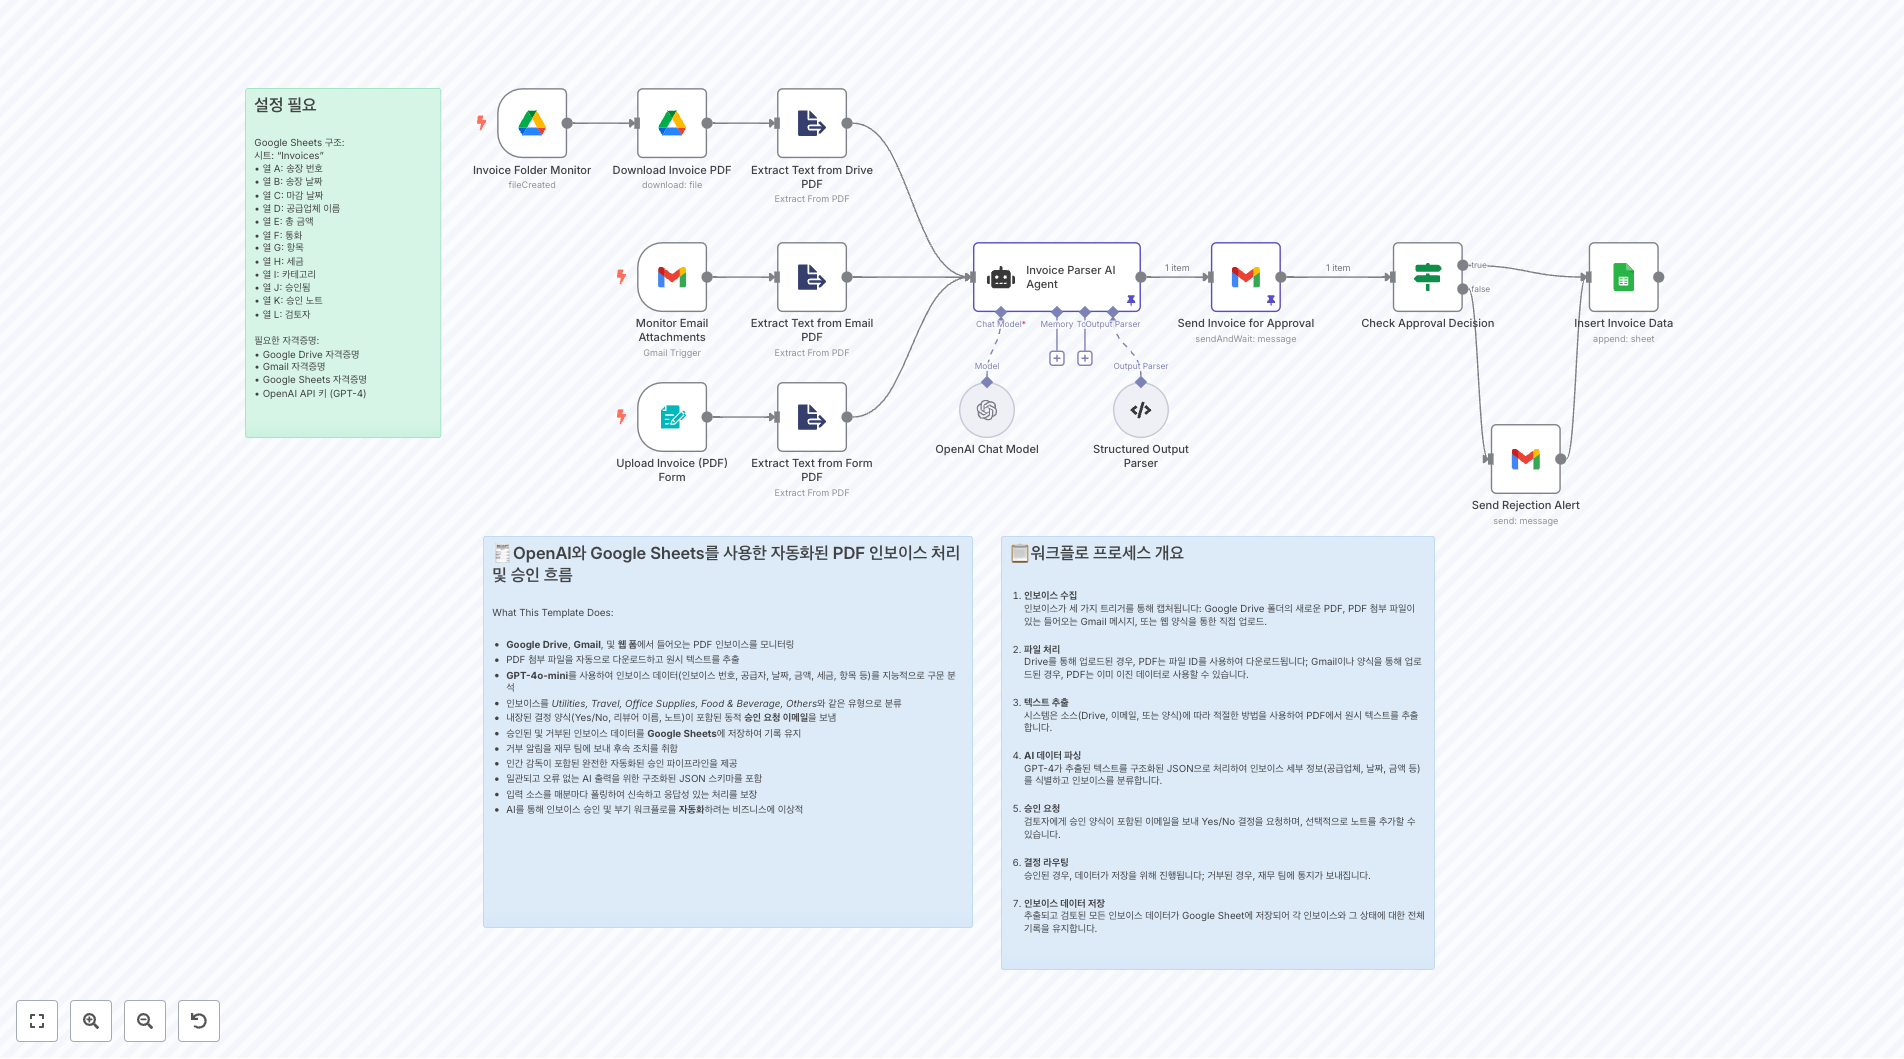 설정 필요
Google Sheets 구조:
시트: “Invoices”
• 열 A: 송장 번호
• 열 B: 송장 날짜
• 열 C: 마감 날짜
• 열 D: 공급업체 이름
• 열 E: 총 금액
• 열 F: 통화
• 열 G: 항목
• 열 H: 세금
• 열 I: 카테고리
• 열 J: 승인됨
• 열 K: 승인 노트
• 열 L: 검토자
필요한 자격증명:
• Google Drive 자격증명
• Gmail 자격증명
• Google Sheets 자격증명
• OpenAI API 키 (GPT-4)
Invoice Folder Monitor
fileCreated
Download Invoice PDF
download: file
Extract Text from Drive
PDF
Extract From PDF
Monitor Email
Attachments
Gmail Trigger
Extract Text from Email
PDF
Extract From PDF
Upload Invoice (PDF)
Form
Extract Text from Form
PDF
Extract From PDF
Invoice Parser AI
Agent
Chat Model*
Memory
To
Output Parser
Model
Output Parser
OpenAI Chat Model
Structured Output
Parser
1 item
Send Invoice for Approval
sendAndWait: message
1 item
Check Approval Decision
true
false
Insert Invoice Data
append: sheet
Send Rejection Alert
send: message
OpenAI와 Google Sheets를 사용한 자동화된 PDF 인보이스 처리
및 승인 흐름
What This Template Does:
• Google Drive, Gmail, 및 웹 폼에서 들어오는 PDF 인보이스를 모니터링
• PDF 첨부 파일을 자동으로 다운로드하고 원시 텍스트를 추출
• GPT-4o-mini를 사용하여 인보이스 데이터(인보이스 번호, 공급자, 날짜, 금액, 세금, 항목 등)를 지능적으로 구문 분
석
• 인보이스를 Utilities, Travel, Office Supplies, Food & Beverage, Others와 같은 유형으로 분류
• 내장된 결정 양식(Yes/No, 리뷰어 이름, 노트)이 포함된 동적 승인 요청 이메일을 보냄
• 승인된 및 거부된 인보이스 데이터를 Google Sheets에 저장하여 기록 유지
• 거부 알림을 재무 팀에 보내 후속 조치를 취함
• 인간 감독이 포함된 완전한 자동화된 승인 파이프라인을 제공
• 일관되고 오류 없는 AI 출력을 위한 구조화된 JSON 스키마를 포함
• 입력 소스를 매분마다 폴링하여 신속하고 응답성 있는 처리를 보장
• AI를 통해 인보이스 승인 및 부기 워크플로를 자동화하려는 비즈니스에 이상적
워크플로 프로세스 개요
1. 인보이스 수집
인보이스가 세 가지 트리거를 통해 캡처됩니다: Google Drive 폴더의 새로운 PDF, PDF 첨부 파일이
있는 들어오는 Gmail 메시지, 또는 웹 양식을 통한 직접 업로드.
2. 파일 처리
Drive를 통해 업로드된 경우, PDF는 파일 ID를 사용하여 다운로드됩니다; Gmail이나 양식을 통해 업로
드된 경우, PDF는 이미 이진 데이터로 사용할 수 있습니다.
3. 텍스트 추출
시스템은 소스(Drive, 이메일, 또는 양식)에 따라 적절한 방법을 사용하여 PDF에서 원시 텍스트를 추출
합니다.
4. AI 데이터 파싱
GPT-4가 추출된 텍스트를 구조화된 JSON으로 처리하여 인보이스 세부 정보(공급업체, 날짜, 금액 등)
를 식별하고 인보이스를 분류합니다.
5. 승인 요청
검토자에게 승인 양식이 포함된 이메일을 보내 Yes/No 결정을 요청하며, 선택적으로 노트를 추가할 수
있습니다.
6. 결정 라우팅
승인된 경우, 데이터가 저장을 위해 진행됩니다; 거부된 경우, 재무 팀에 통지가 보내집니다.
7. 인보이스 데이터 저장
추출되고 검토된 모든 인보이스 데이터가 Google Sheet에 저장되어 각 인보이스와 그 상태에 대한 전체
기록을 유지합니다.